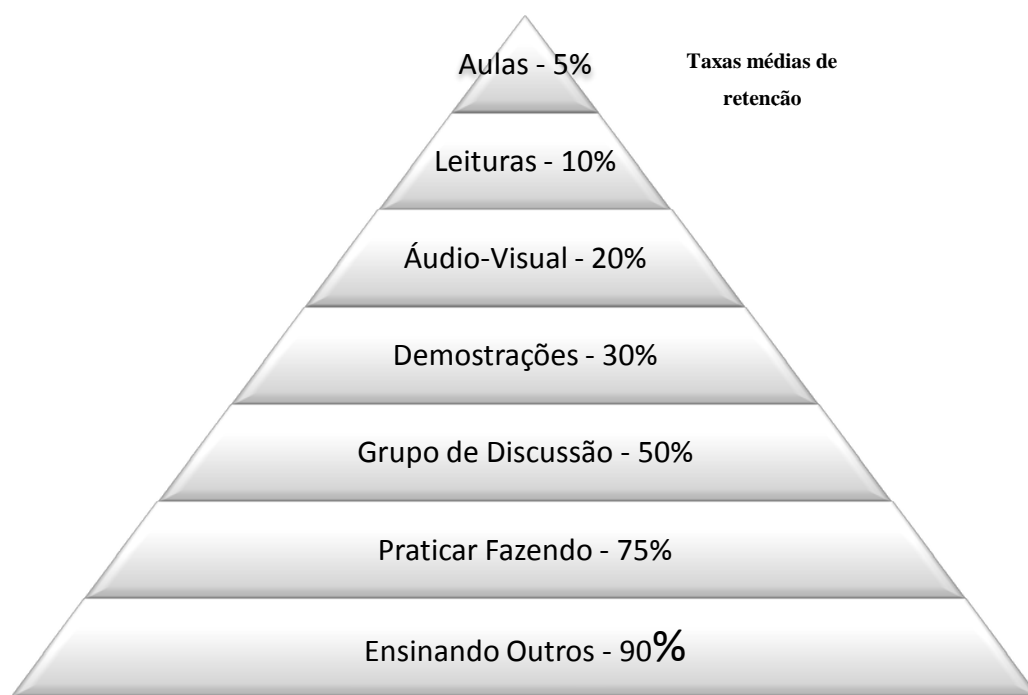 Aulas - 5%
Taxas médias de
retencão
Leituras - 10%
Áudio-Visual - 20%
Demostrações - 30%
Grupo de Discussão - 50%
Praticar Fazendo - 75%
Ensinando Outros - 90%